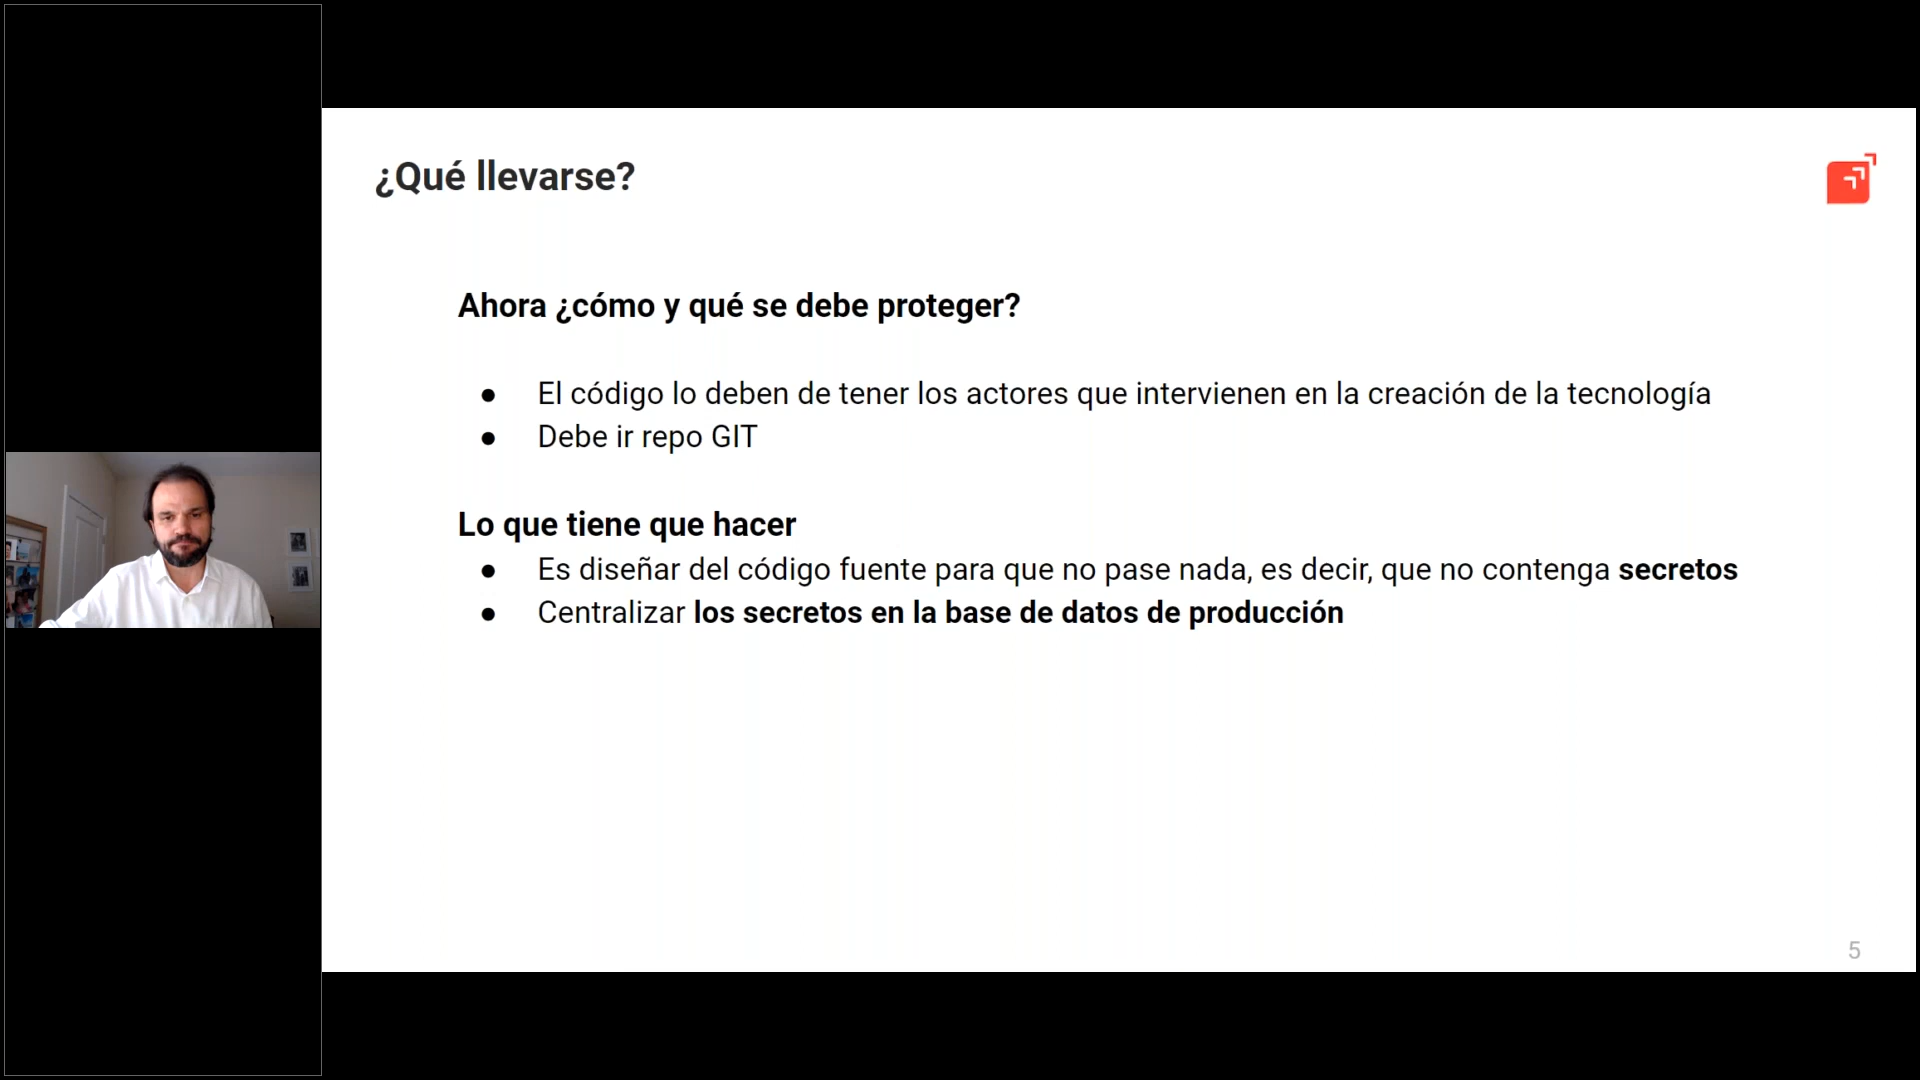 ¿Qué llevarse?
Ahora ¿cómo y qué se debe proteger?
● El código lo deben de tener los actores que intervienen en la creación de la tecnología
● Debe ir repo GIT
Lo que tiene que hacer
● Es diseñar del código fuente para que no pase nada, es decir, que no contenga secretos
● Centralizar los secretos en la base de datos de producción
5